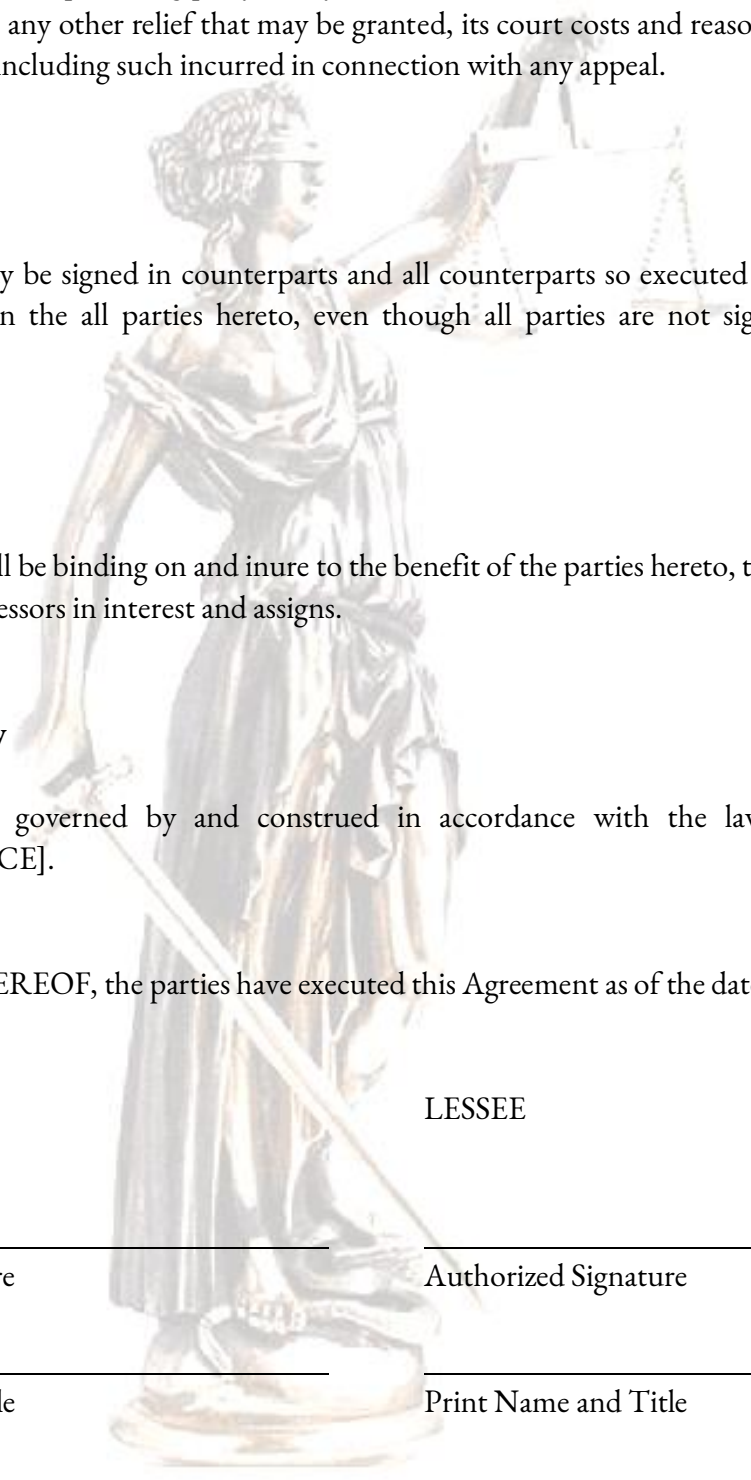 any other relief that may be granted, its court costs and reaso
including such incurred in connection with any appeal.
y be signed in counterparts and all counterparts so executed
n the all parties hereto, even though all parties are not sig
ll be binding on and inure to the benefit of the parties hereto, t
essors in interest and assigns.
y
governed by and construed in accordance with the law
CE].
EREOF, the parties have executed this Agreement as of the dat
LESSEE
re Authorized Signature
le Print Name and Title